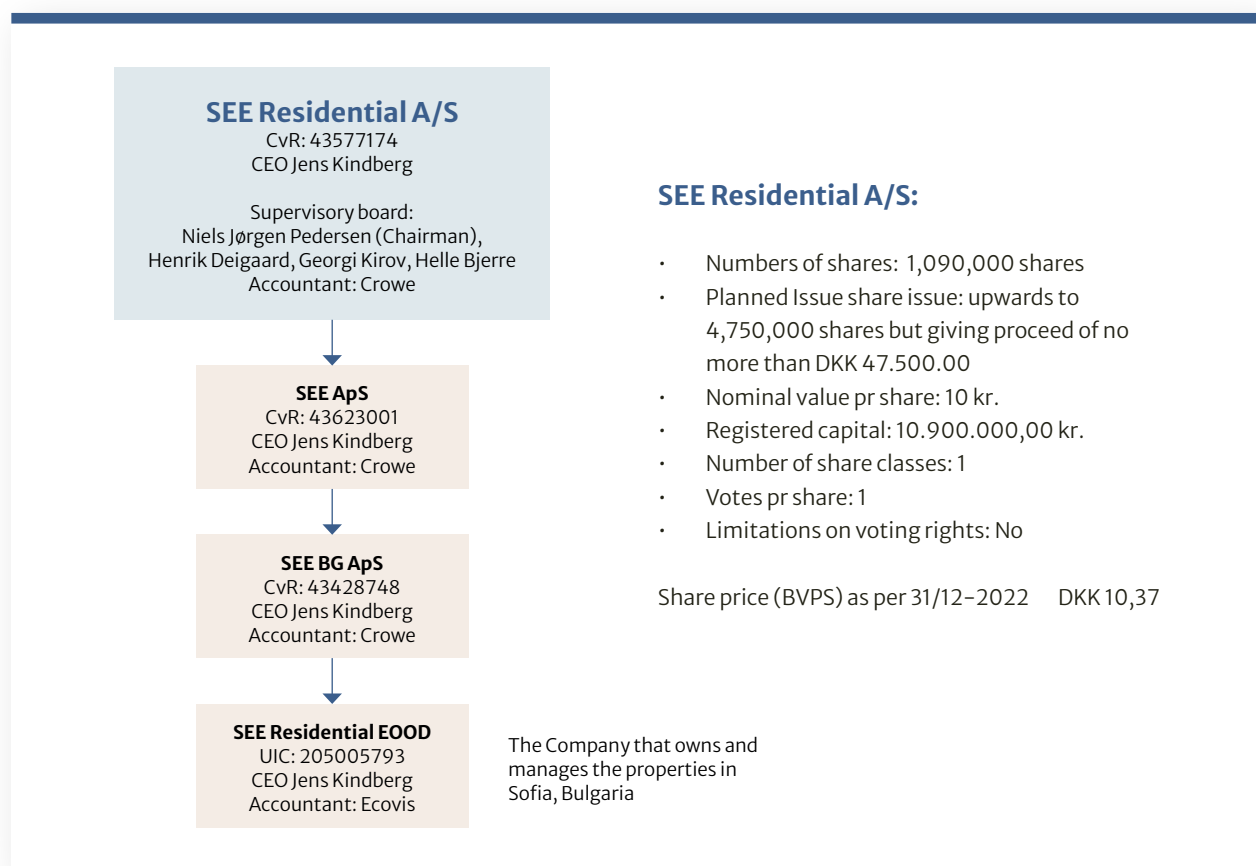 SEE Residential A/S
CvR: 43577174
CEO Jens Kindberg
Supervisory board:
Niels Jørgen Pedersen (Chairman),
Henrik Deigaard, Georgi Kirov, Helle Bjerre
Accountant: Crowe
SEE ApS
CvR: 43623001
CEO Jens Kindberg
Accountant: Crowe
SEE BG ApS
CvR: 43428748
CEO Jens Kindberg
Accountant: Crowe
SEE Residential EOOD
UIC: 205005793
CEO Jens Kindberg
Accountant: Ecovis
The Company that owns and
manages the properties in
Sofia, Bulgaria
SEE Residential A/S:
· Numbers of shares: 1,090,000 shares
· Planned Issue share issue: upwards to
4,750,000 shares but giving proceed of no
more than DKK 47.500.00
· Nominal value pr share: 10 kr.
· Registered capital: 10.900.000,00 kr.
· Number of share classes: 1
· Votes pr share: 1
· Limitations on voting rights: No
Share price (BVPS) as per 31/12-2022 DKK 10,37